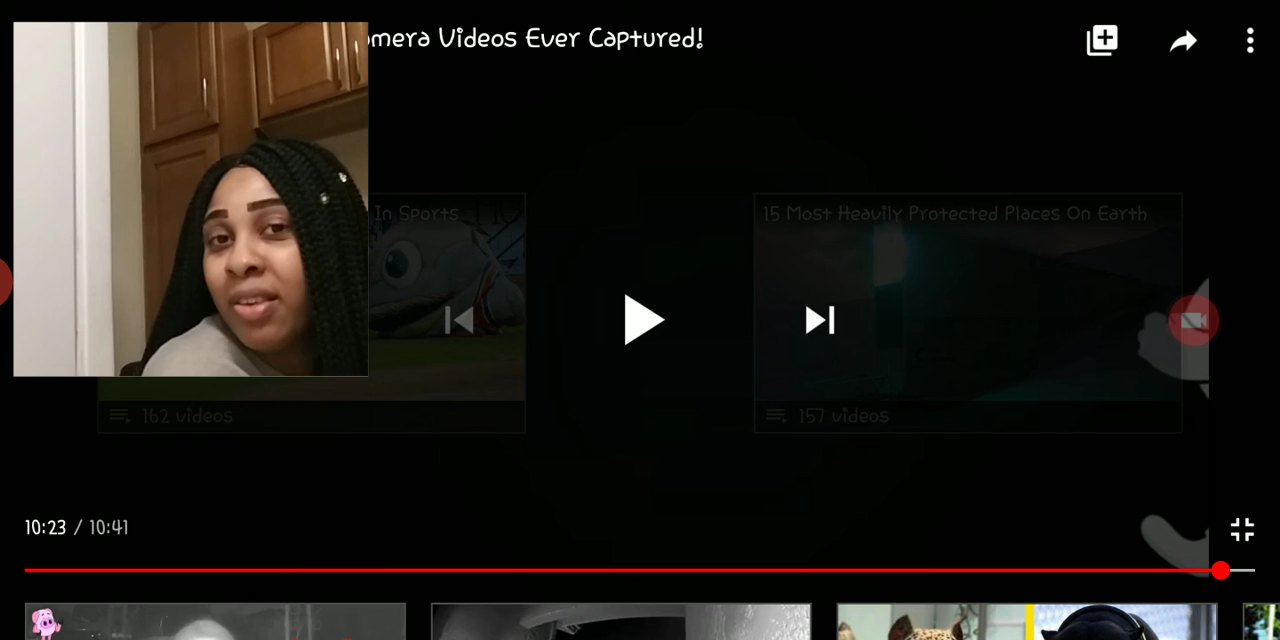 mera Videos Ever Captured!
In Sports
15 Most Heavily Protected Places On Earth
162 videos
157 videos
10:23 / 10:41